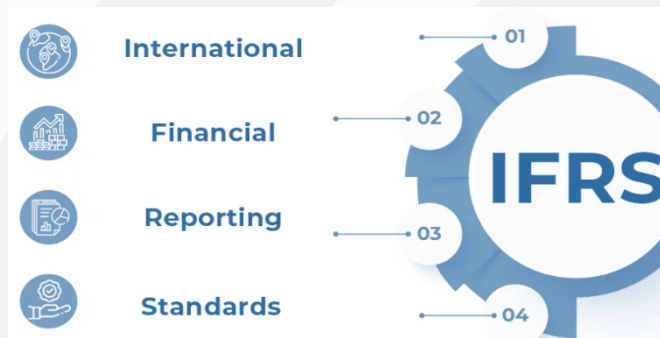 International
01
Financial
02
IFRS
Reporting
03
Standards
04